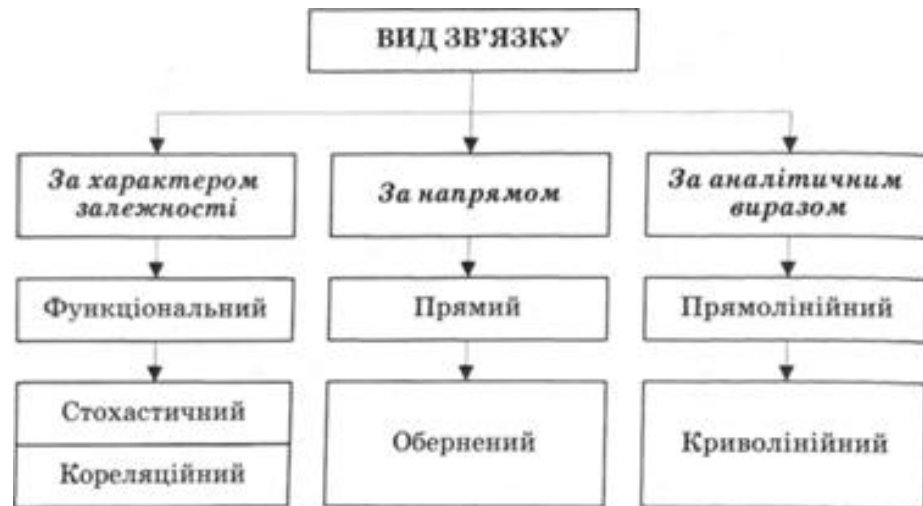 ВИД ЗВ’ЯЗКУ
За характером
залежності
За напрямом
За аналітичним
виразом
Функціональний
Прямий
Прямолінійний
Стохастичний
Кореляційний
Обернений
Криволінійний